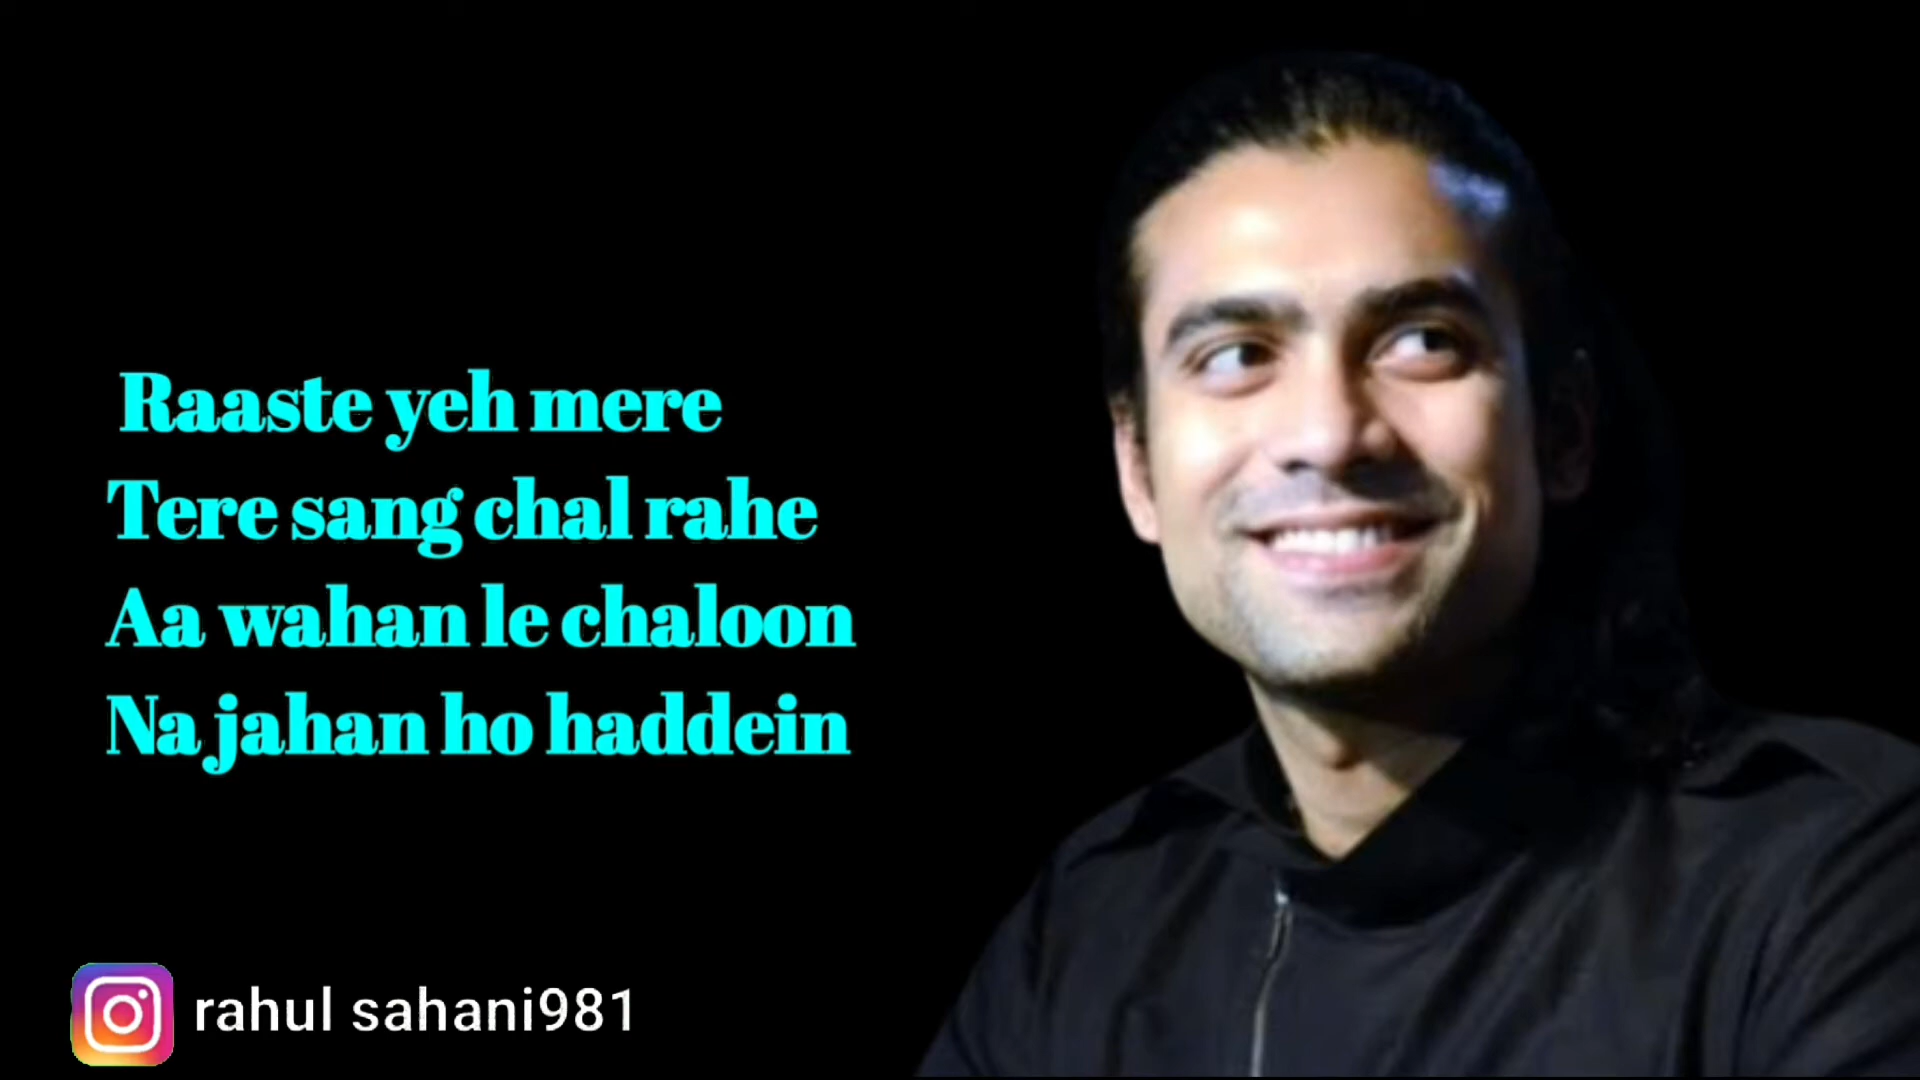 Raaste yeh mere
Tere sang chal rahe
Aa wahan le chaloon
Na jahan ho haddein
rahul sahani981